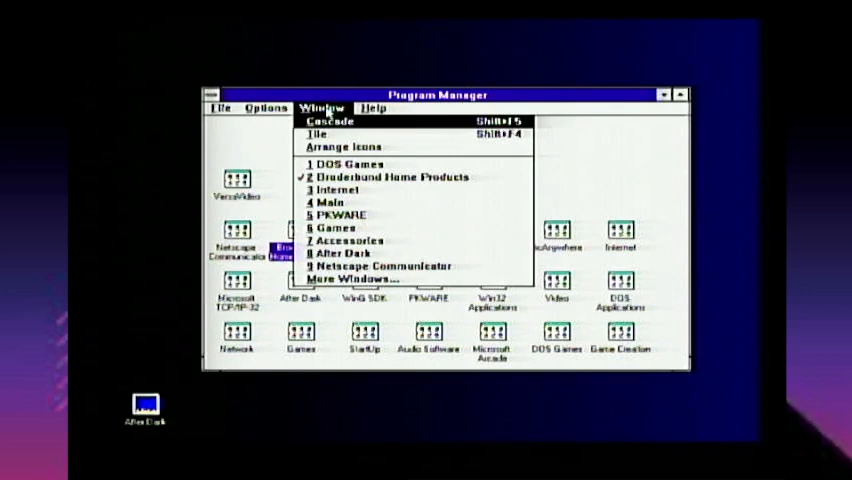 Program Manager
File Options Window Help
Cascade Shift+F5
Tile Shift+F4
Arrange Icons
1 DOS Games
✓2 Broderbund Home Products
3 Internet
4 Main
5 PKWARE
6 Games
7 Accessories
8 After Dark
9 Netscape Communicator
More Windows...
VersaVideo
Netscape Communicator
Home
Internet
Microsoft TCP/IP-32
After Dark
WinG SDK
PKWARE
Win32 Applications
Video
DOS Applications
Network
Games
StartUp
Audio Software
Microsoft Arcade
DOS Games
Game Creation
After Dark